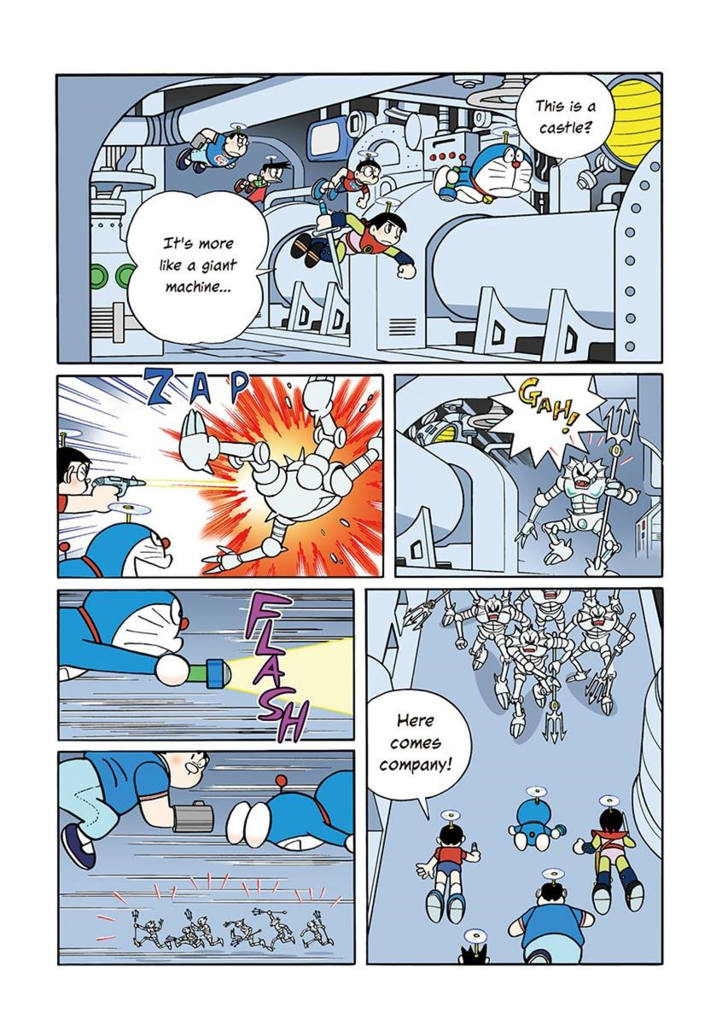 This is a
castle?
It's more
like a giant
machine...
GAH!
ZAP
Here
comes
company!
FLASH